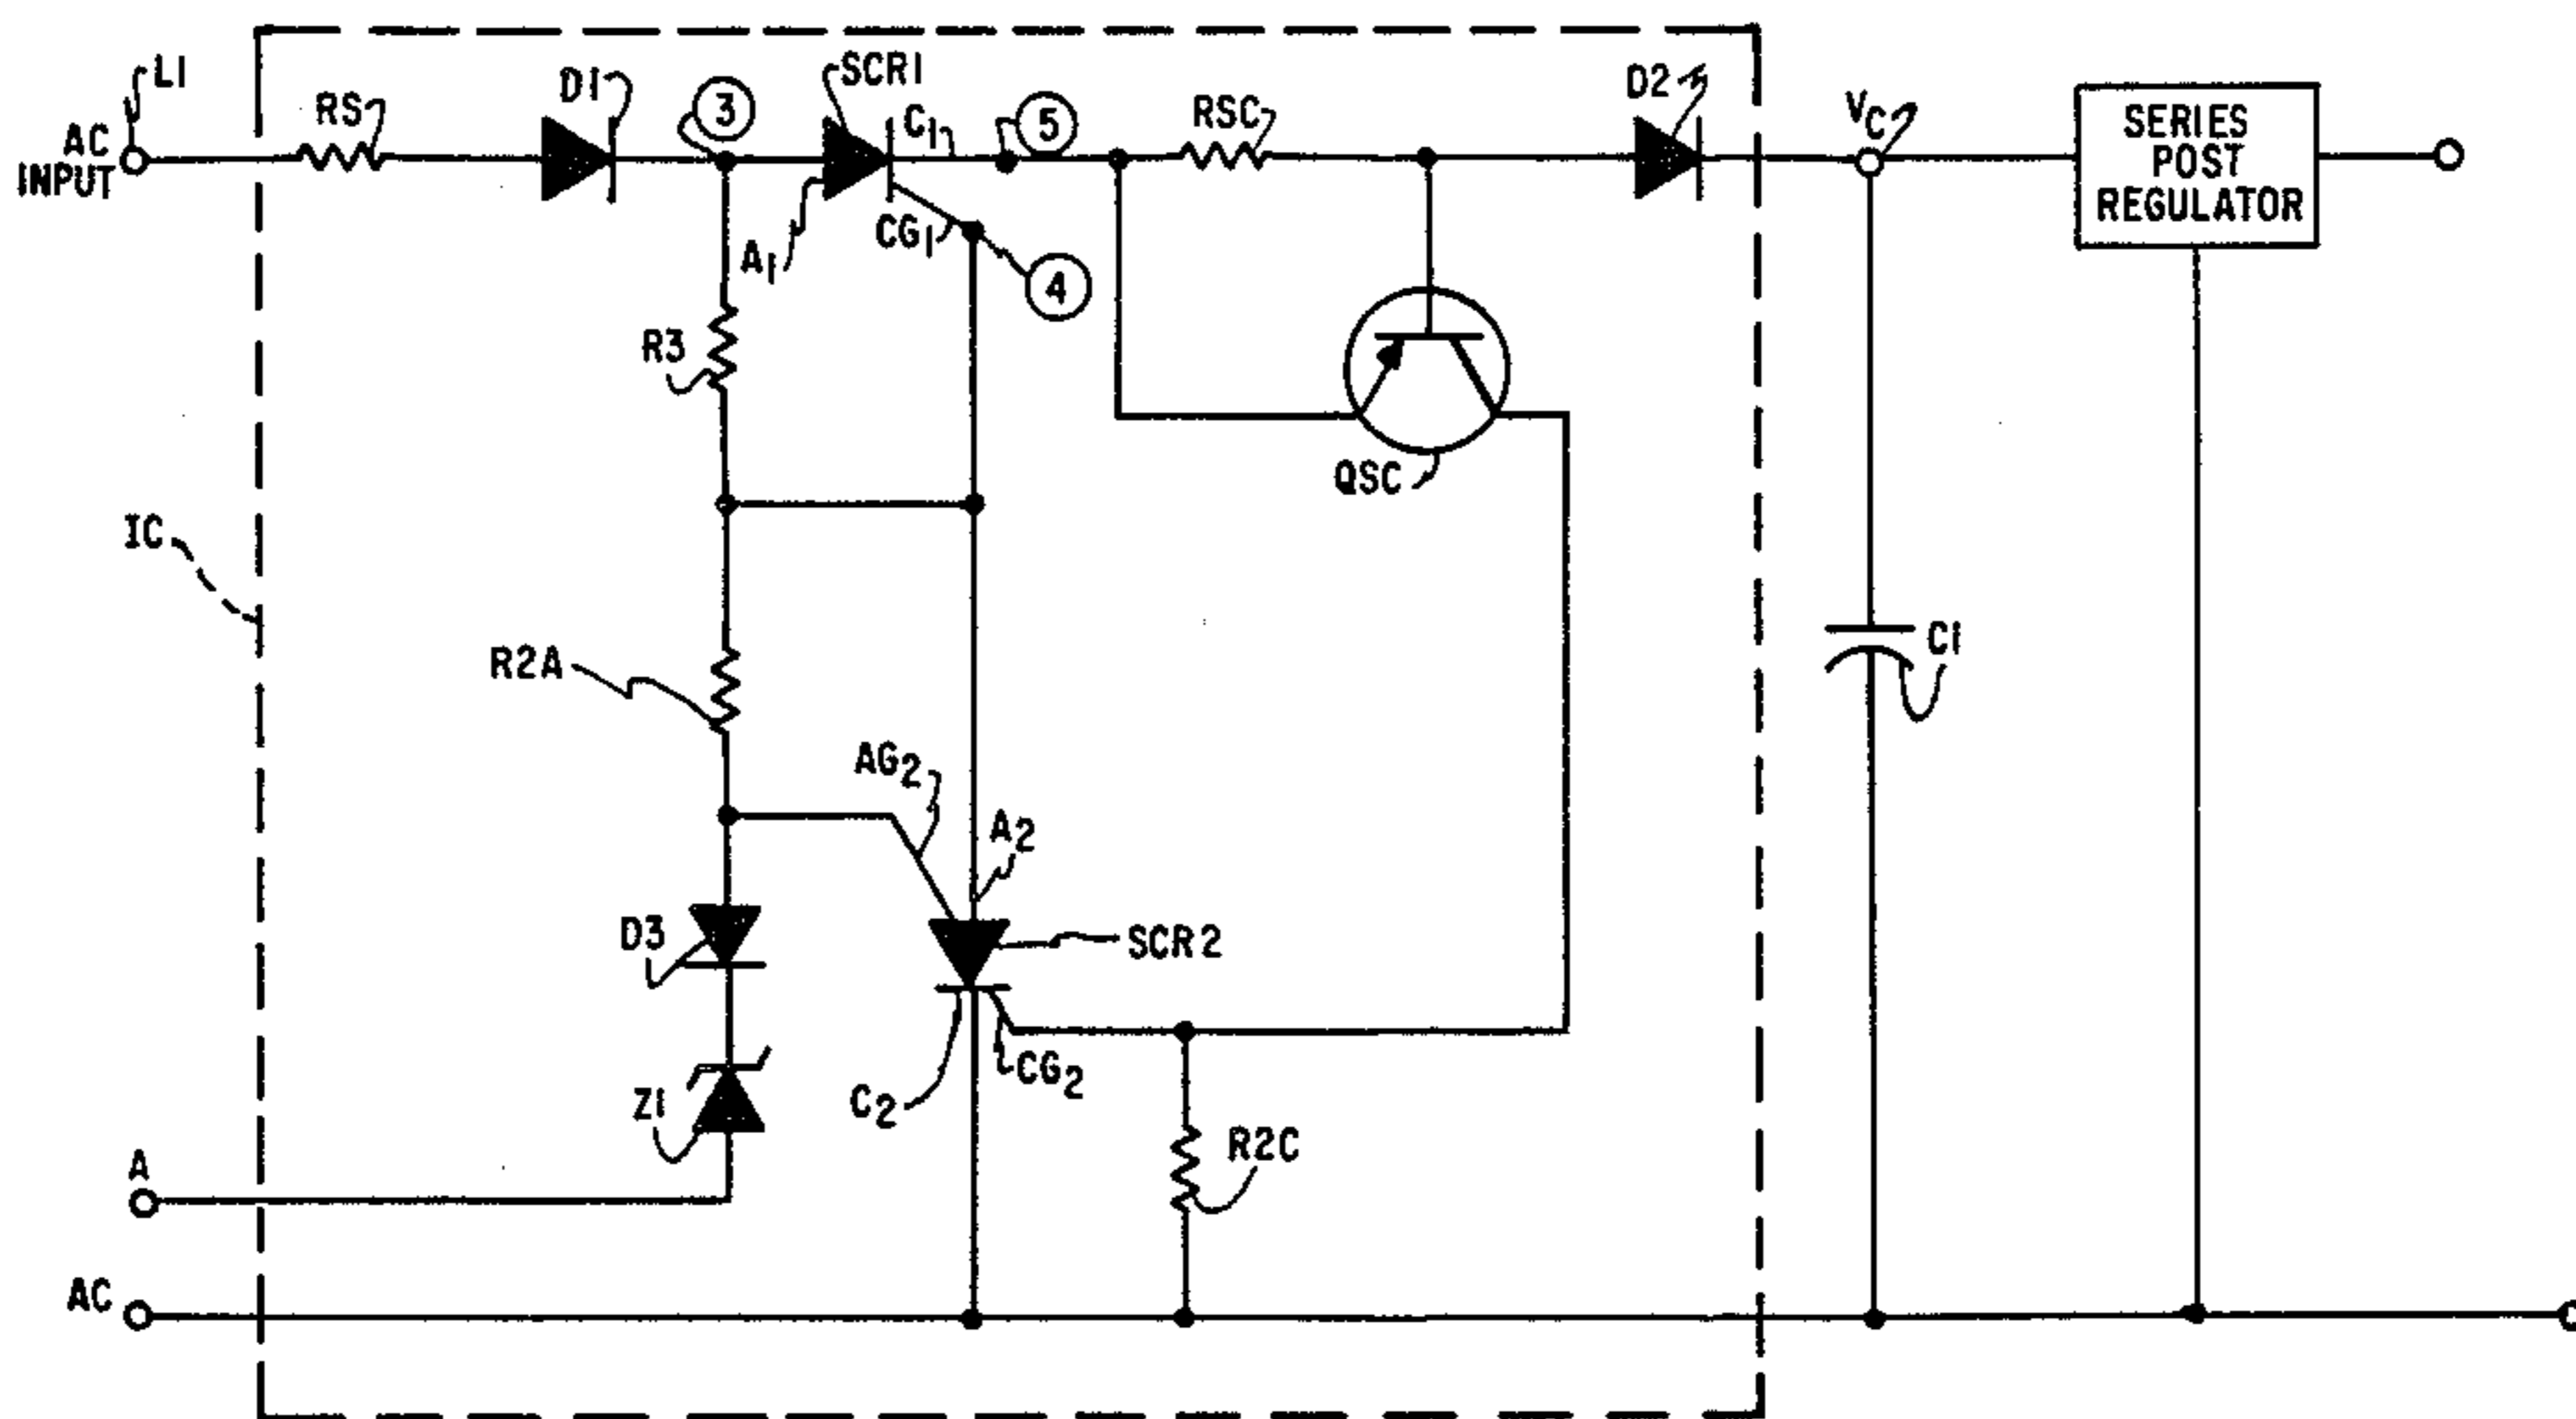 L1
AC
INPUT
RS
D1
3
SCR1
C1
5
RSC
D2
VC
SERIES
POST
REGULATOR
A1
CG1
4
R3
QSC
IC
R2A
C1
AG2
A2
D3
SCR2
Z1
C2
CG2
R2C
A
AC